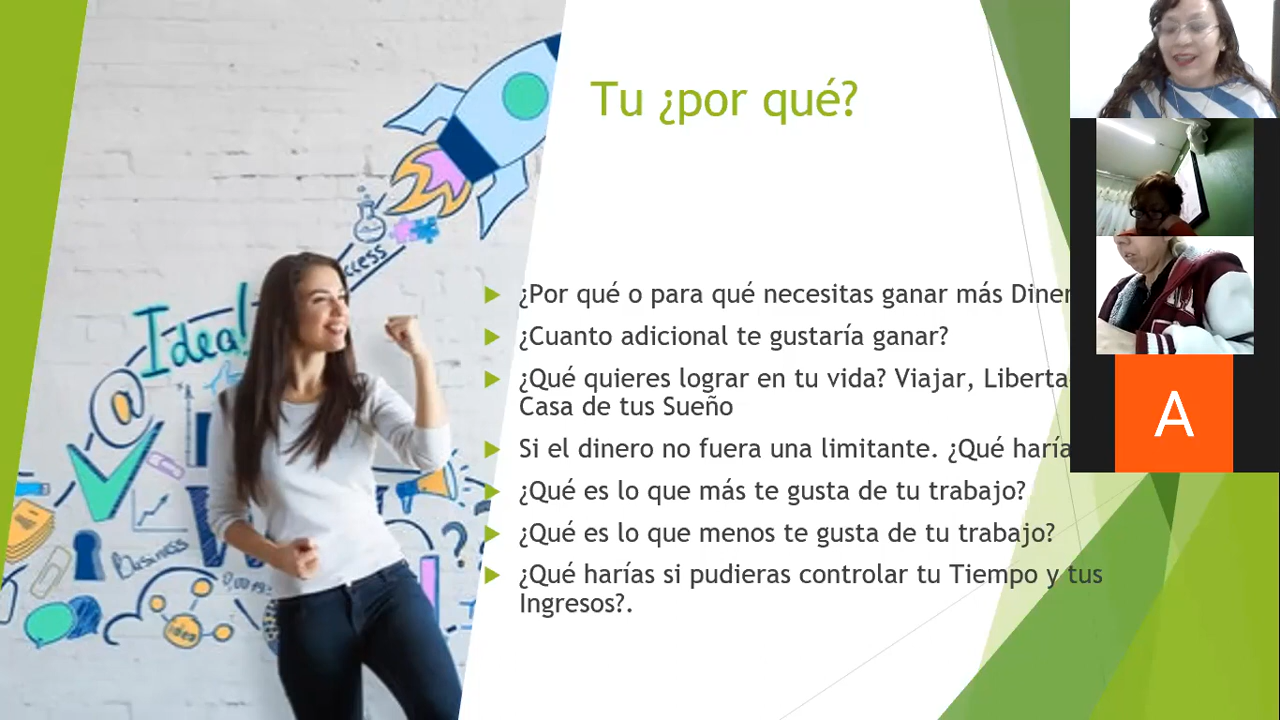 Tu ¿por qué?
¿Por qué o para qué necesitas ganar más Diner
¿Cuanto adicional te gustaría ganar?
¿Qué quieres lograr en tu vida? Viajar, Liberta
Casa de tus Sueño
Si el dinero no fuera una limitante. ¿Qué haría
¿Qué es lo que más te gusta de tu trabajo?
¿Qué es lo que menos te gusta de tu trabajo?
¿Qué harías si pudieras controlar tu Tiempo y tus
Ingresos?.
ccess
Idea!
@
Business
idea
A